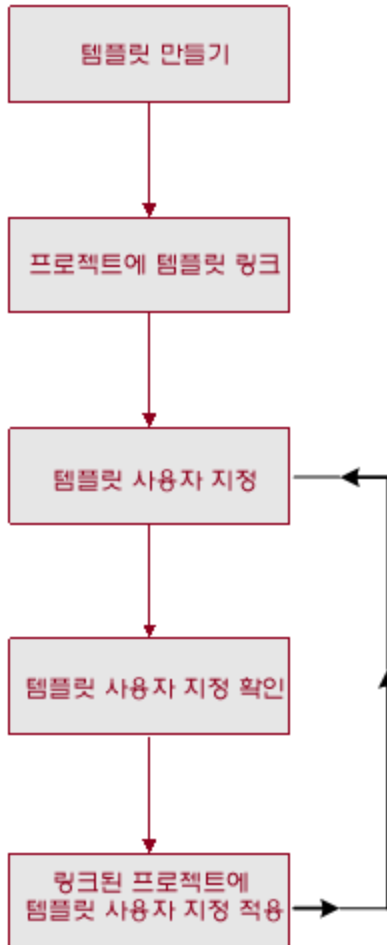 템플릿 만들기
프로젝트에 템플릿 링크
템플릿 사용자 지정
템플릿 사용자 지정 확인
링크된 프로젝트에
템플릿 사용자 지정 적용